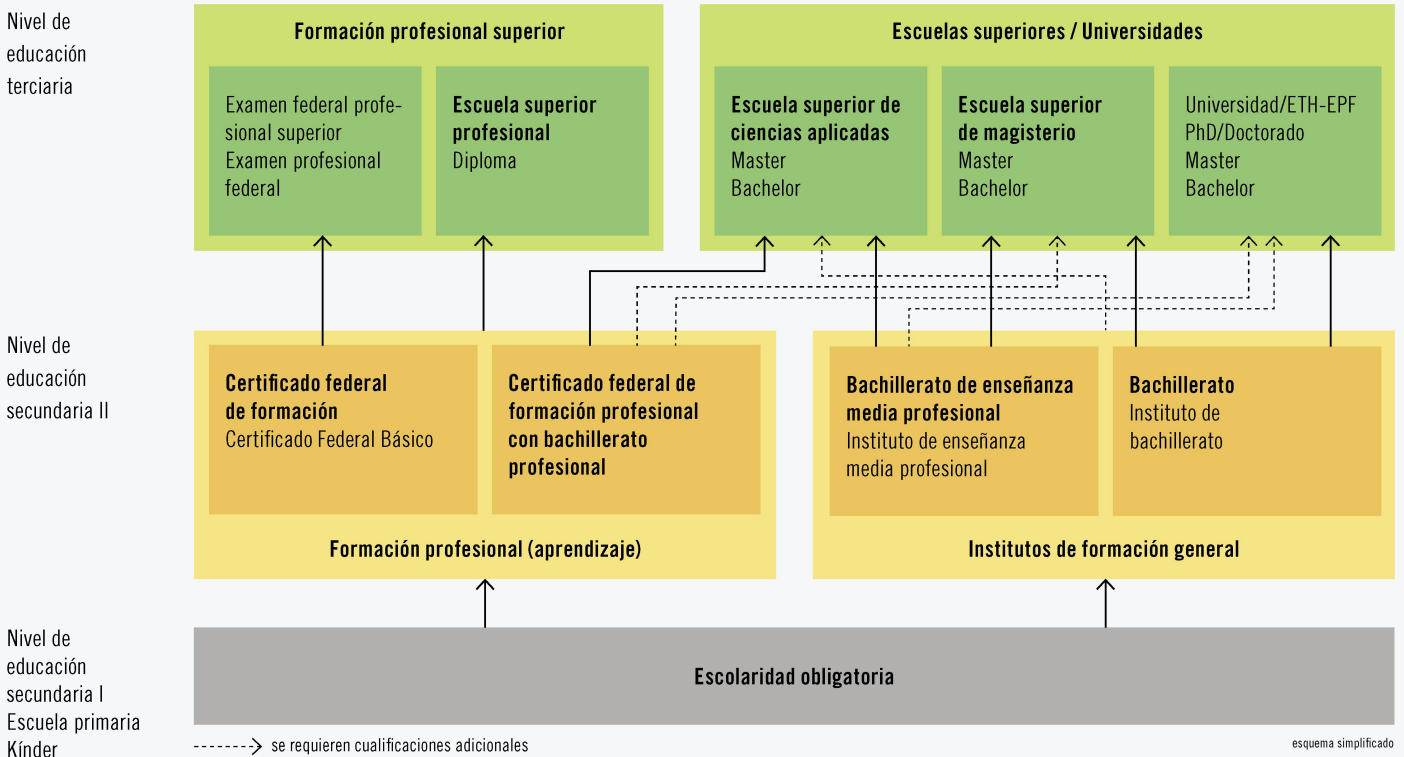 Nivel de
educación
terciaria
Formación profesional superior
Examen federal profe-
sional superior
Examen profesional
federal
Escuela superior
profesional
Diploma
Escuelas superiores / Universidades
Escuela superior de
ciencias aplicadas
Master
Bachelor
Escuela superior
de magisterio
Master
Bachelor
Universidad/ETH-EPF
PhD/Doctorado
Master
Bachelor
Nivel de
educación
secundaria II
Certificado federal
de formación
Certificado Federal Básico
Certificado federal de
formación profesional
con bachillerato
profesional
Formación profesional (aprendizaje)
Bachillerato de enseñanza
media profesional
Instituto de enseñanza
media profesional
Bachillerato
Instituto de
bachillerato
Institutos de formación general
Nivel de
educación
secundaria I
Escuela primaria
Kínder
Escolaridad obligatoria
se requieren cualificaciones adicionales
esquema simplificado